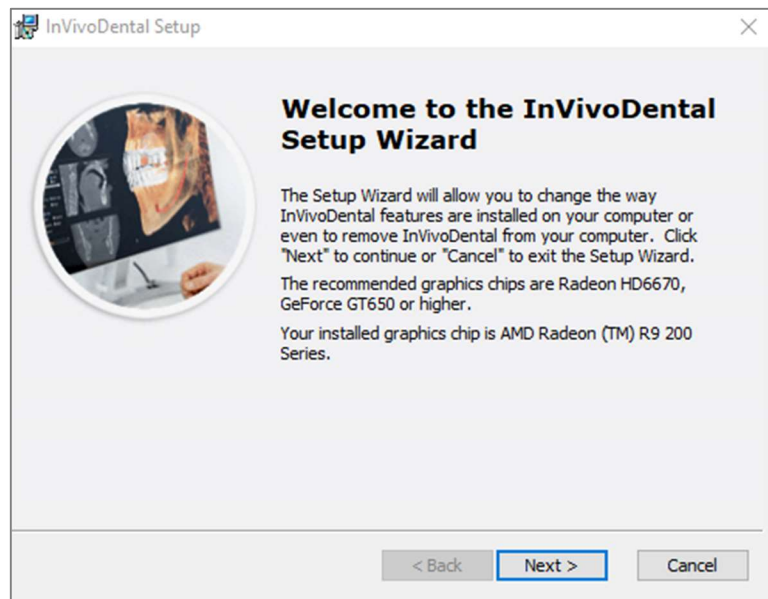 InVivoDental Setup
Welcome to the InVivoDental
Setup Wizard
The Setup Wizard will allow you to change the way
InVivoDental features are installed on your computer or
even to remove InVivoDental from your computer.  Click
"Next" to continue or "Cancel" to exit the Setup Wizard.
The recommended graphics chips are Radeon HD6670,
GeForce GT650 or higher.
Your installed graphics chip is AMD Radeon (TM) R9 200
Series.
< Back
Next >
Cancel